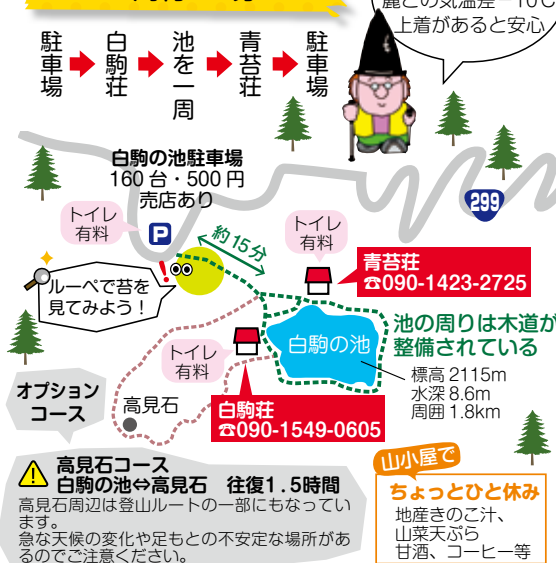 麓との気温差−10℃
上着があると安心
駐車場
白駒荘
池を一周
青苔荘
駐車場
白駒の池駐車場
160台・500円
売店あり
299
トイレ
有料
P
約15分
トイレ
有料
青苔荘
☎090-1423-2725
ルーペで苔を
見てみよう！
池の周りは木道が
整備されている
白駒の池
トイレ
有料
標高2115m
水深8.6m
周囲1.8km
オプション
コース
高見石
白駒荘
☎090-1549-0605
高見石コース
白駒の池⇔高見石 往復1.5時間
高見石周辺は登山ルートの一部にもなってい
ます。
急な天候の変化や足もとの不安定な場所があ
るのでご注意ください。
山小屋で
ちょっとひと休み
地産きのこ汁、
山菜天ぷら
甘酒、コーヒー等